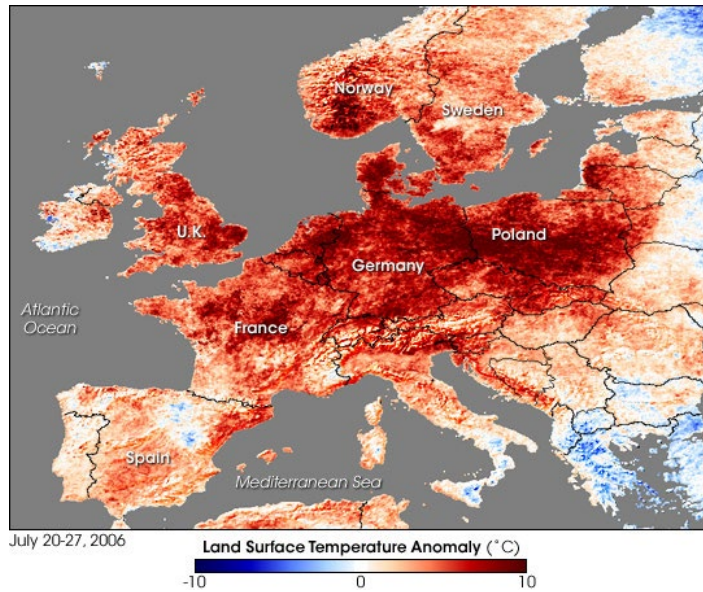 Norway
Sweden
U.K.
Poland
Germany
Atlantic
Ocean
France
Spain
Mediterranean Sea
July 20-27, 2006
Land Surface Temperature Anomaly (˚C)
-10 0 10